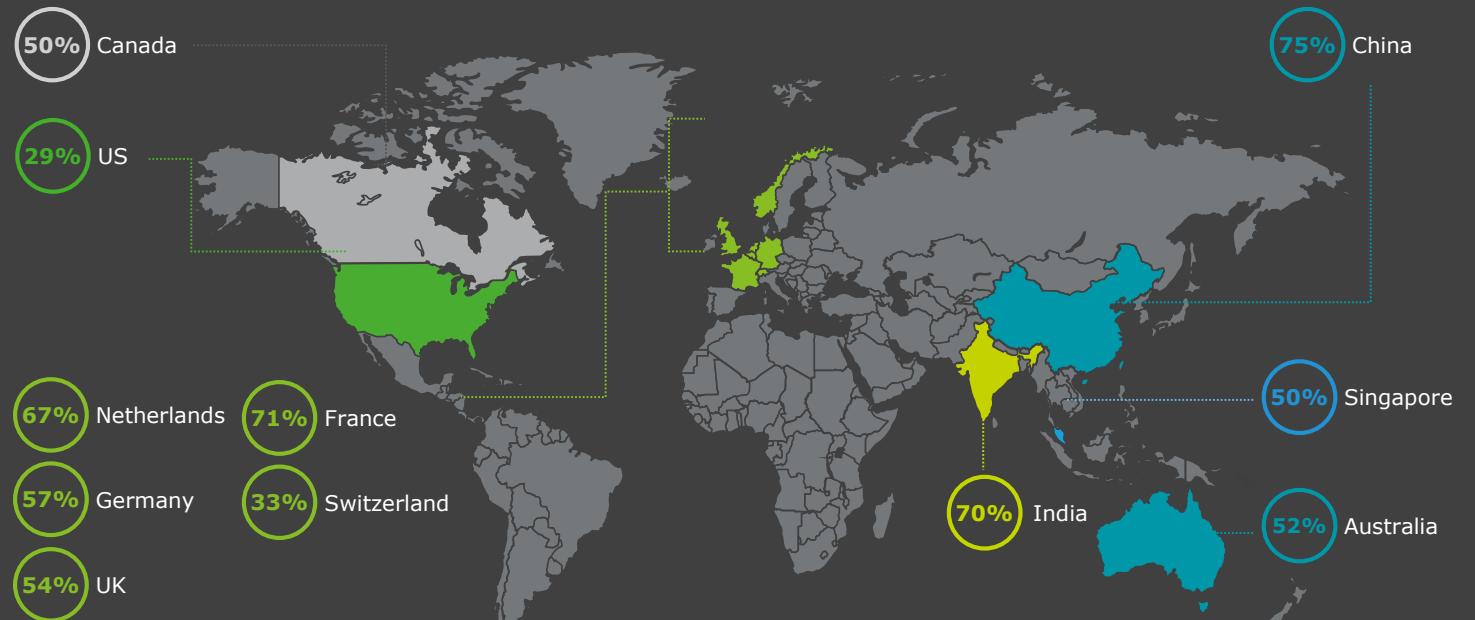 50% Canada
75% China
29% US
67% Netherlands
71% France
50% Singapore
57% Germany
33% Switzerland
70% India
52% Australia
54% UK